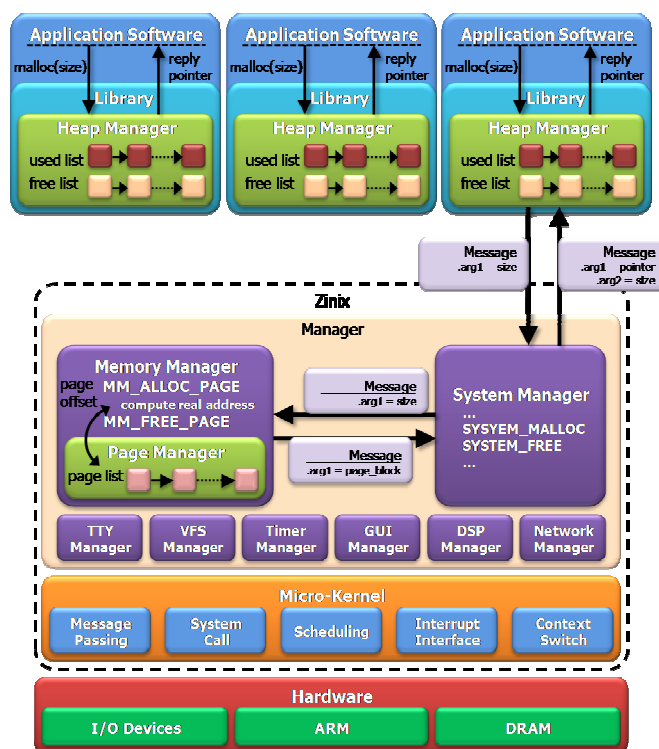 Application Software
malloc{size}
reply
pointer
Library
Heap Manager
used list
free list
Application Software
malloc(size}
reply
pointer
Library
Heap Manager
used list
free list
Application Software
malloc(size}
reply
pointer
Library
Heap Manager
used list
free list
Message
.arg1 size
Message
.arg1 pointer
.arg2 = size
Zinix
Manager
Memory Manager
MM_ALLOC_PAGE
compute real address
MM_FREE_PAGE
page
offset
Page Manager
page list
Message
.arg1 = size
Message
.arg1 = page_block
System Manager
...
SYSYEM_MALLOC
SYSTEM_FREE
...
TTY
Manager
VFS
Manager
Timer
Manager
GUI
Manager
DSP
Manager
Network
Manager
Micro-Kernel
Message
Passing
System
Call
Scheduling
Interrupt
Interface
Context
Switch
Hardware
I/O Devices
ARM
DRAM